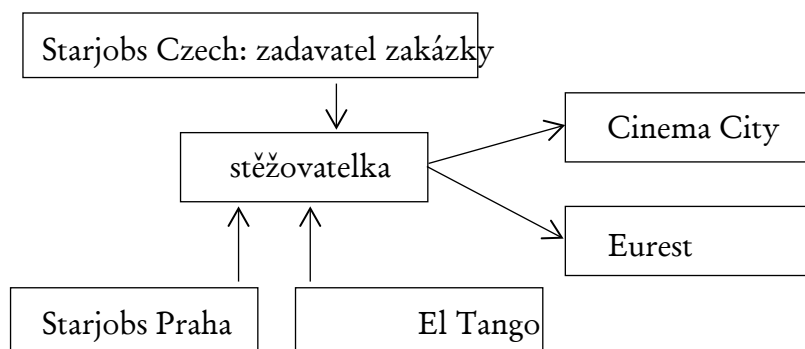 Starjobs Czech: zadavatel zakázky
Cinema City
stěžovatelka
Eurest
Starjobs Praha
El Tango